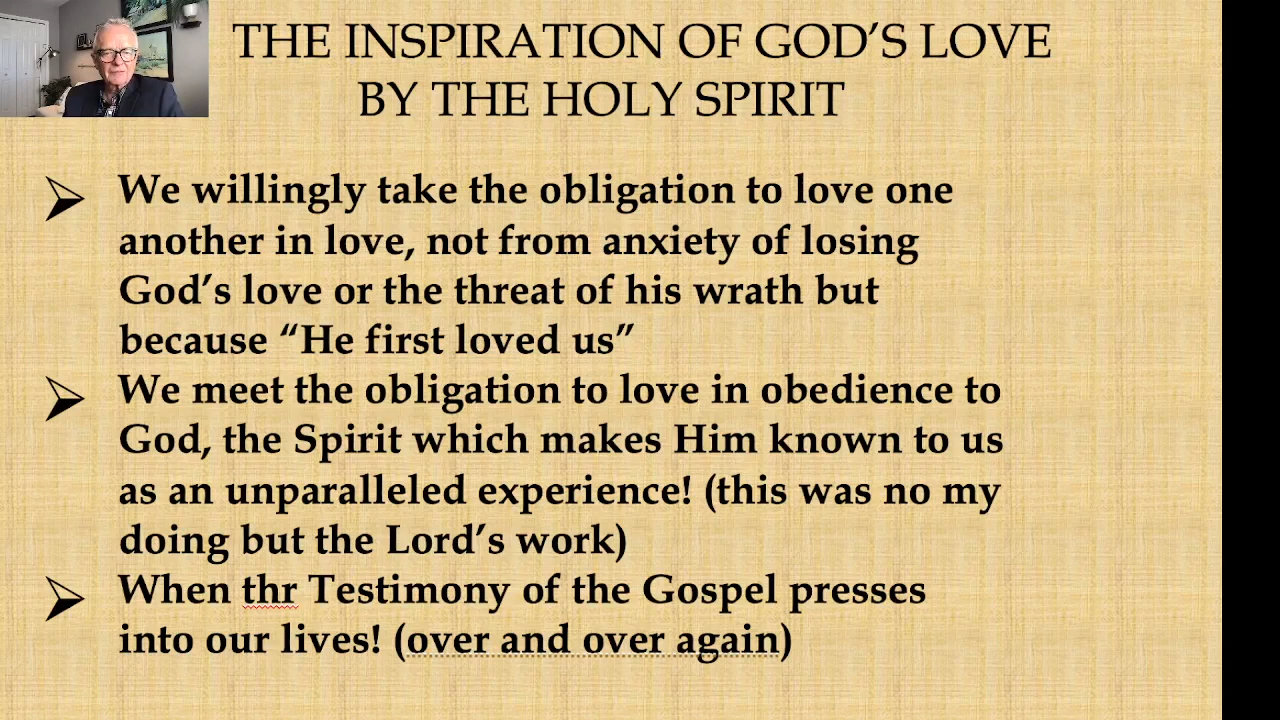 THE INSPIRATION OF GOD’S LOVE
BY THE HOLY SPIRIT
We willingly take the obligation to love one
another in love, not from anxiety of losing
God’s love or the threat of his wrath but
because “He first loved us”
We meet the obligation to love in obedience to
God, the Spirit which makes Him known to us
as an unparalleled experience! (this was no my
doing but the Lord’s work)
When thr Testimony of the Gospel presses
into our lives! (over and over again)